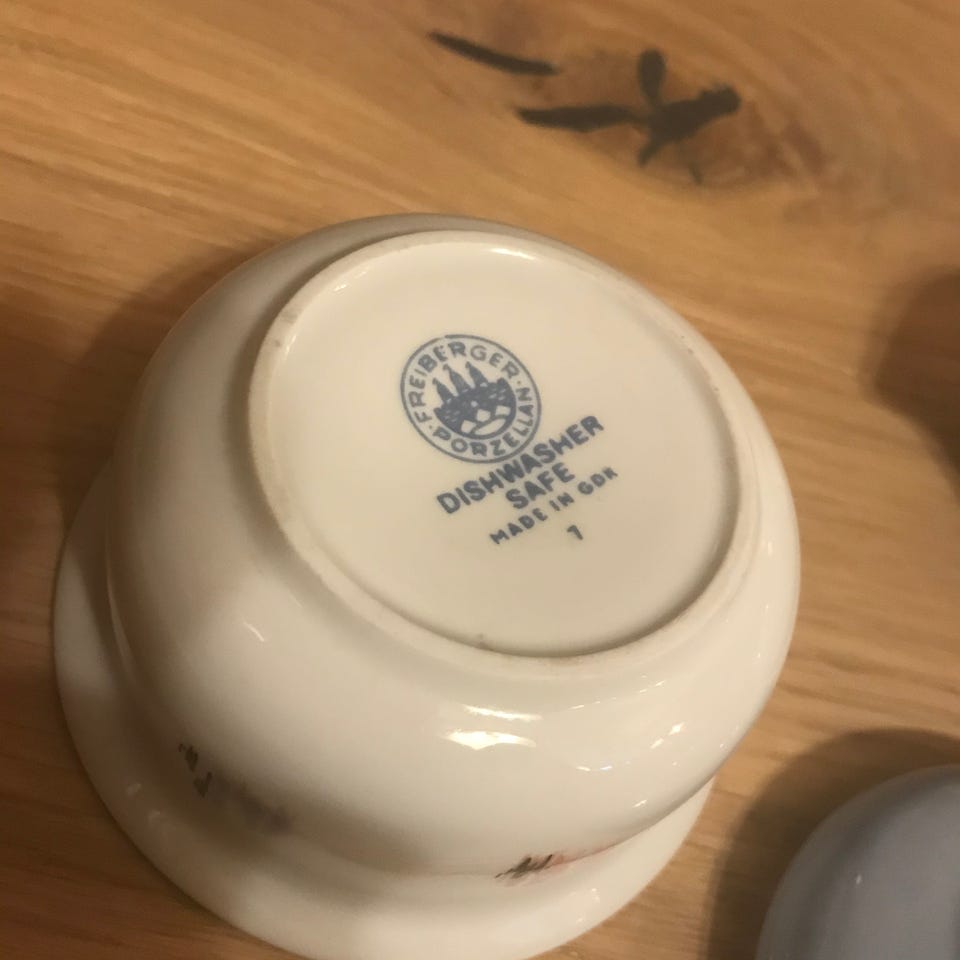 FREIBERGER
· PORZELLAN ·
DISHWASHER
SAFE
MADE IN GDR
1